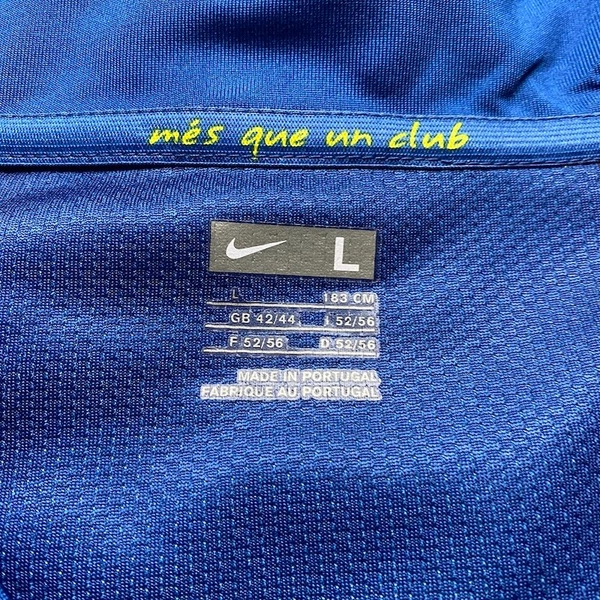 més que un club
L
L 183 CM
GB 42/44 I 52/56
F 52/56 D 52/56
MADE IN PORTUGAL
FABRIQUE AU PORTUGAL